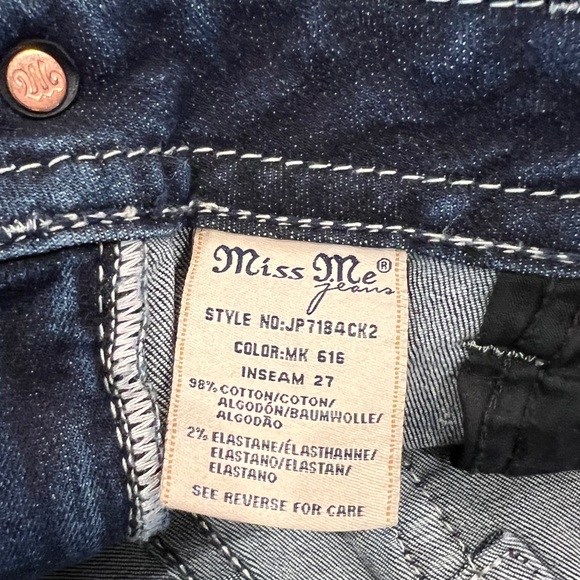 Miss Me®
jeans
STYLE NO:JP7184CK2
COLOR:MK 616
INSEAM 27
98% COTTON/COTON/
ALGODÓN/BAUMWOLLE/
ALGODÃO
2% ELASTANE/ÉLASTHANNE/
ELASTANO/ELASTAN/
ELASTANO
SEE REVERSE FOR CARE